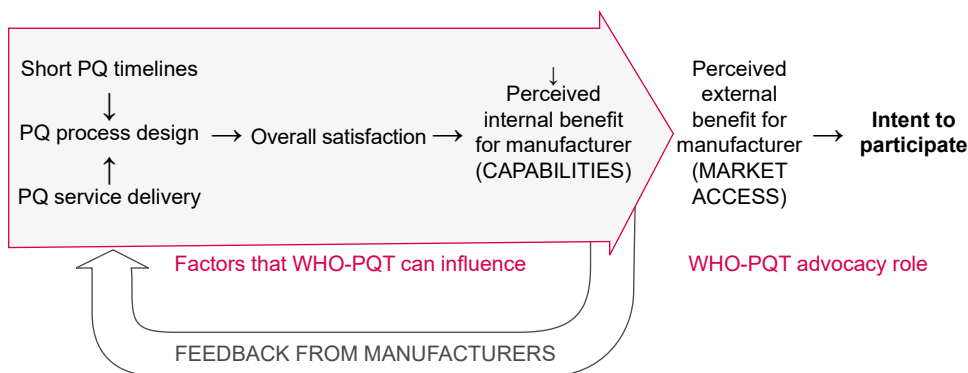 Short PQ timelines
↓
PQ process design
↑
PQ service delivery
→
Overall satisfaction
→
↓
Perceived
internal benefit
for manufacturer
(CAPABILITIES)
Perceived
external
benefit for
manufacturer
(MARKET
ACCESS)
→
Intent to
participate
Factors that WHO-PQT can influence
WHO-PQT advocacy role
FEEDBACK FROM MANUFACTURERS